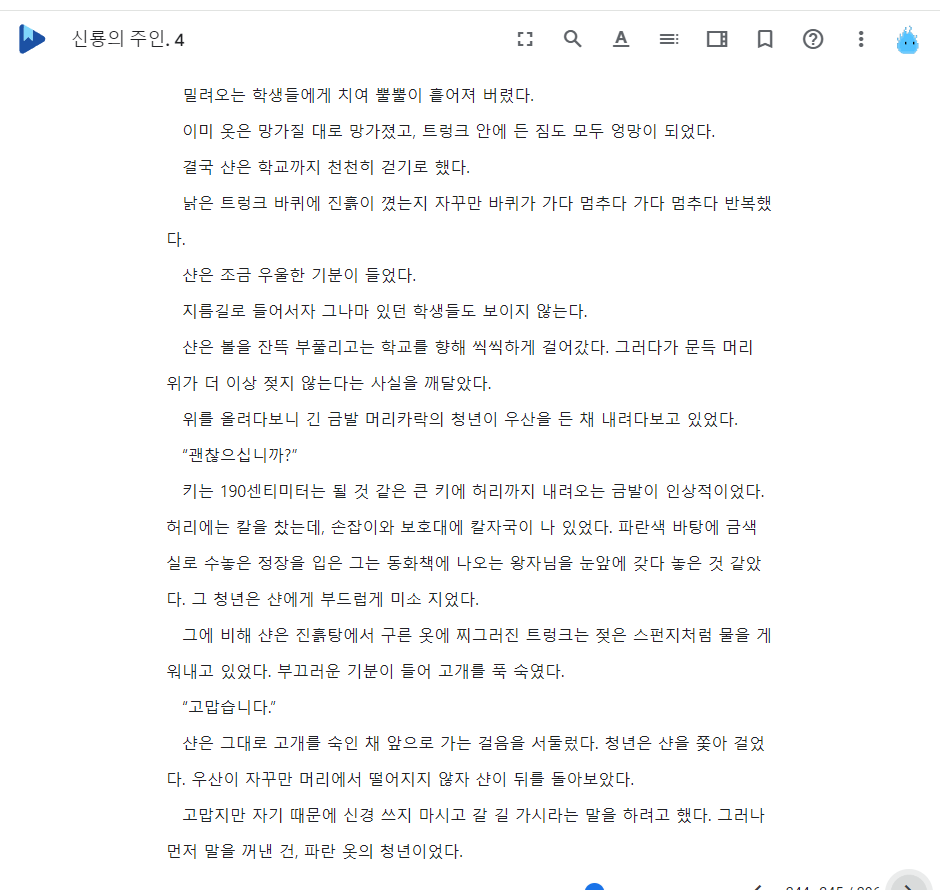 신룡의 주인. 4
밀려오는 학생들에게 치여 뿔뿔이 흩어져 버렸다.
이미 옷은 망가질 대로 망가졌고, 트렁크 안에 든 짐도 모두 엉망이 되었다.
결국 샨은 학교까지 천천히 걷기로 했다.
낡은 트렁크 바퀴에 진흙이 꼈는지 자꾸만 바퀴가 가다 멈추다 가다 멈추다 반복했
다.
샨은 조금 우울한 기분이 들었다.
지름길로 들어서자 그나마 있던 학생들도 보이지 않는다.
샨은 볼을 잔뜩 부풀리고는 학교를 향해 씩씩하게 걸어갔다. 그러다가 문득 머리
위가 더 이상 젖지 않는다는 사실을 깨달았다.
위를 올려다보니 긴 금발 머리카락의 청년이 우산을 든 채 내려다보고 있었다.
“괜찮으십니까?”
키는 190센티미터는 될 것 같은 큰 키에 허리까지 내려오는 금발이 인상적이었다.
허리에는 칼을 찼는데, 손잡이와 보호대에 칼자국이 나 있었다. 파란색 바탕에 금색
실로 수놓은 정장을 입은 그는 동화책에 나오는 왕자님을 눈앞에 갖다 놓은 것 같았
다. 그 청년은 샨에게 부드럽게 미소 지었다.
그에 비해 샨은 진흙탕에서 구른 옷에 찌그러진 트렁크는 젖은 스펀지처럼 물을 게
워내고 있었다. 부끄러운 기분이 들어 고개를 푹 숙였다.
“고맙습니다.”
샨은 그대로 고개를 숙인 채 앞으로 가는 걸음을 서둘렀다. 청년은 샨을 쫓아 걸었
다. 우산이 자꾸만 머리에서 떨어지지 않자 샨이 뒤를 돌아보았다.
고맙지만 자기 때문에 신경 쓰지 마시고 갈 길 가시라는 말을 하려고 했다. 그러나
먼저 말을 꺼낸 건, 파란 옷의 청년이었다.